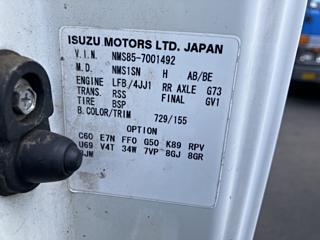 ISUZU MOTORS LTD. JAPAN
V.I.N. NMS85-7001492
M.D. NMS1SN H AB/BE
ENGINE LFB/4JJ1 RR AXLE G73
TRANS. RSS FINAL GV1
TIRE BSP
B.COLOR/TRIM 729/155
OPTION
C60 E7N FF0 G50 K89 RPV
U69 V4T 34W 7VP 8GJ 8GR